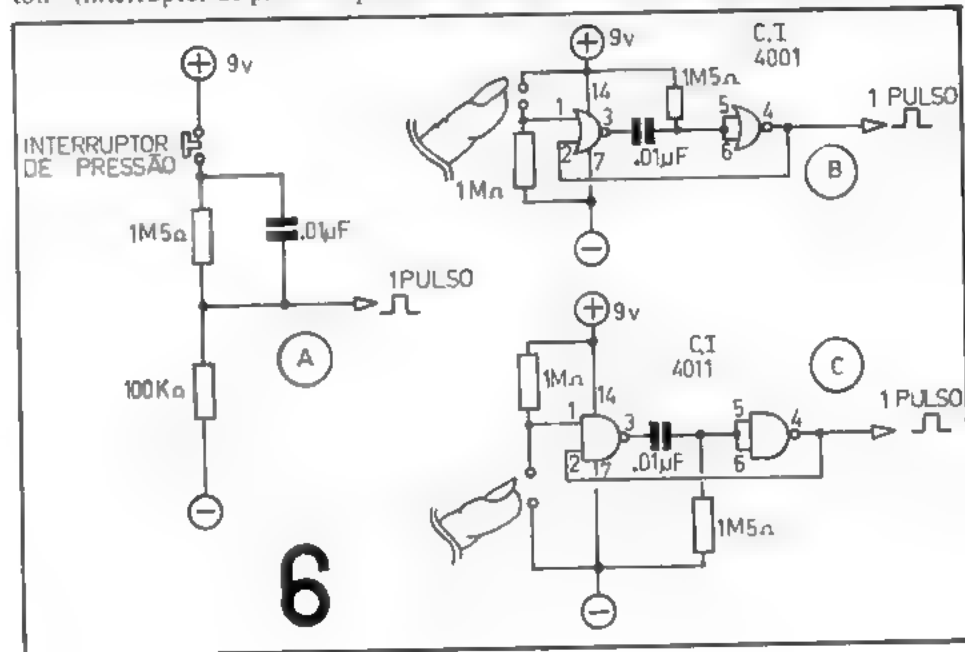 9v
INTERRUPTOR
DE PRESSÃO
1M5Ω
.01µF
1 PULSO
A
100KΩ
6
9v
C.I
4001
1M5Ω
14
1
2
3
7
.01µF
5
6
4
1 PULSO
B
1MΩ
9v
C.I
4011
C
1MΩ
14
1
2
3
7
.01µF
5
6
4
1 PULSO
1M5Ω